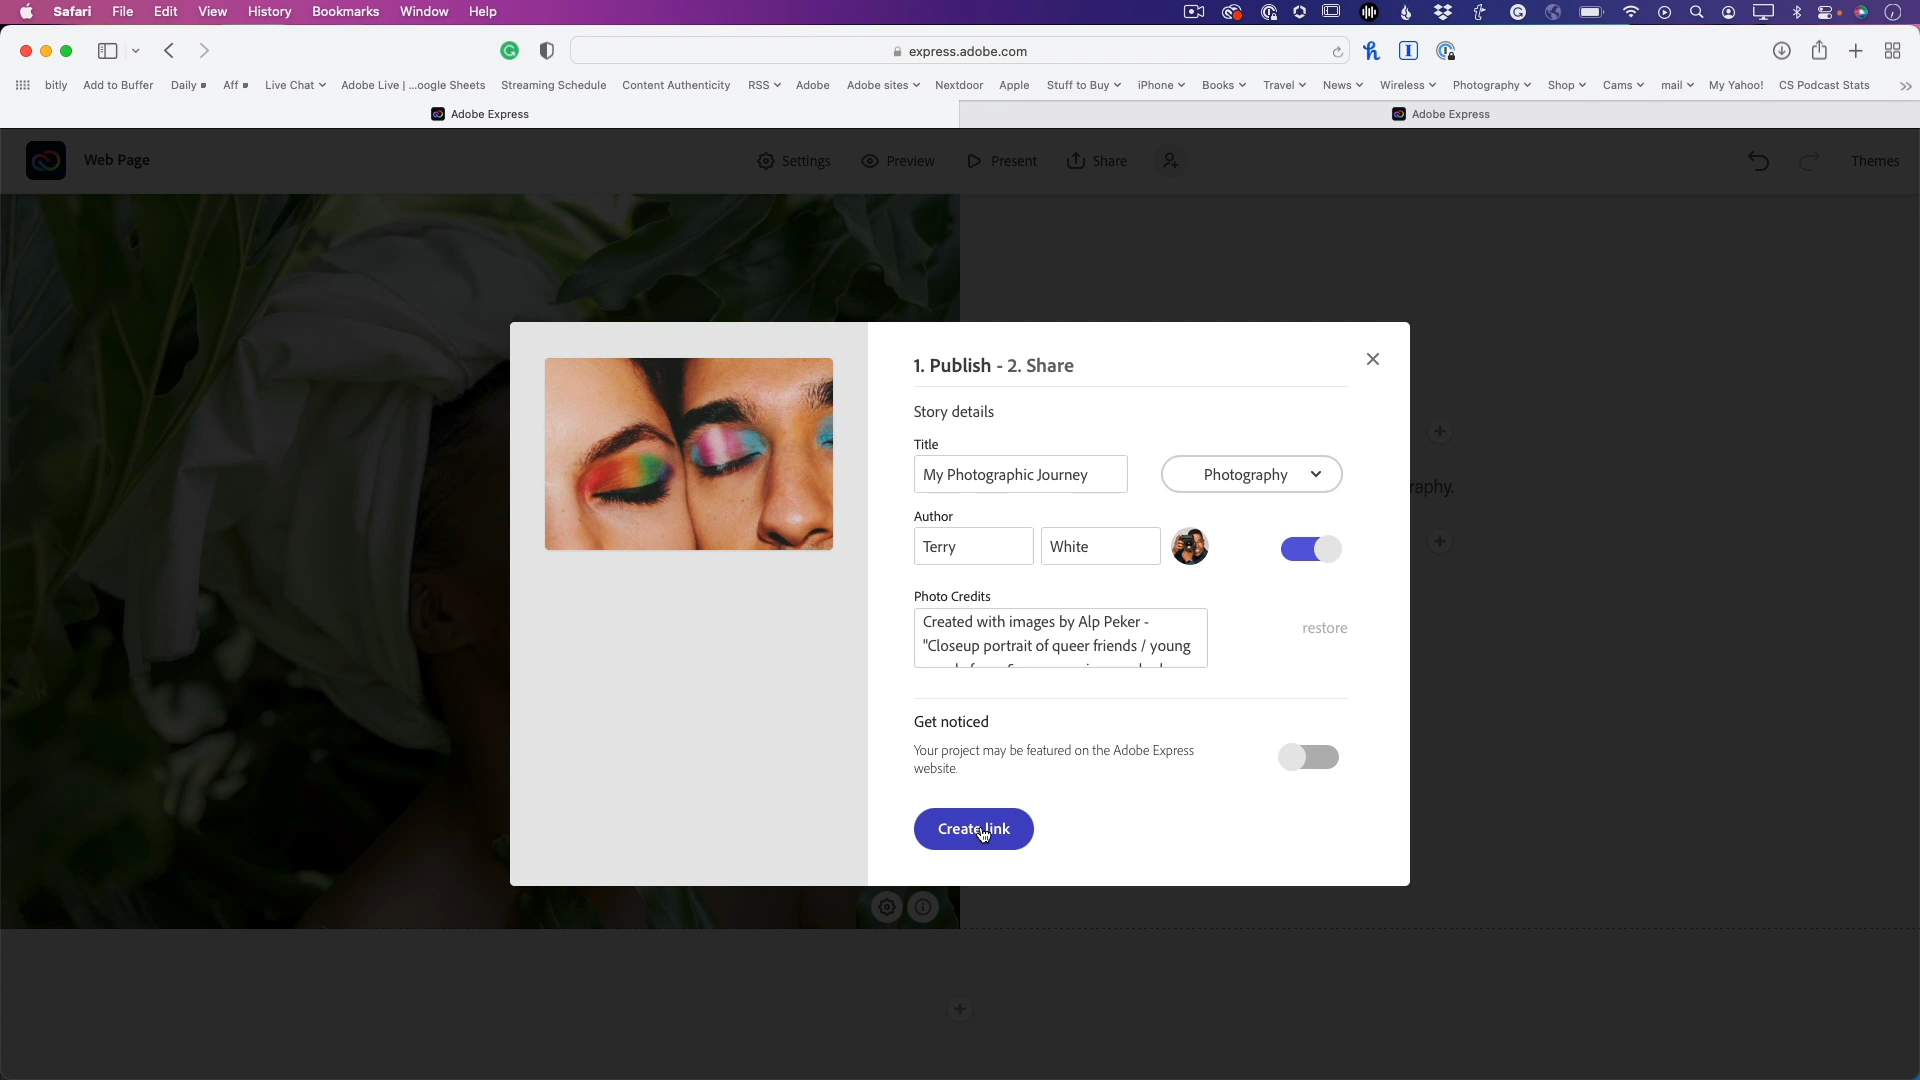 Safari File Edit View History Bookmarks Window Help
express.adobe.com
bitly Add to Buffer Daily Aff Live Chat Adobe Live | ...oogle Sheets Streaming Schedule Content Authenticity RSS Adobe Adobe sites Nextdoor Apple Stuff to Buy iPhone Books Travel News Wireless Photography Shop Cams mail My Yahoo! CS Podcast Stats
Adobe Express Adobe Express
Web Page Settings Preview Present Share Themes
1. Publish - 2. Share
Story details
Title
My Photographic Journey Photography
raphy.
Author
Terry White
Photo Credits
Created with images by Alp Peker -
"Closeup portrait of queer friends / young
restore
Get noticed
Your project may be featured on the Adobe Express
website.
Create link